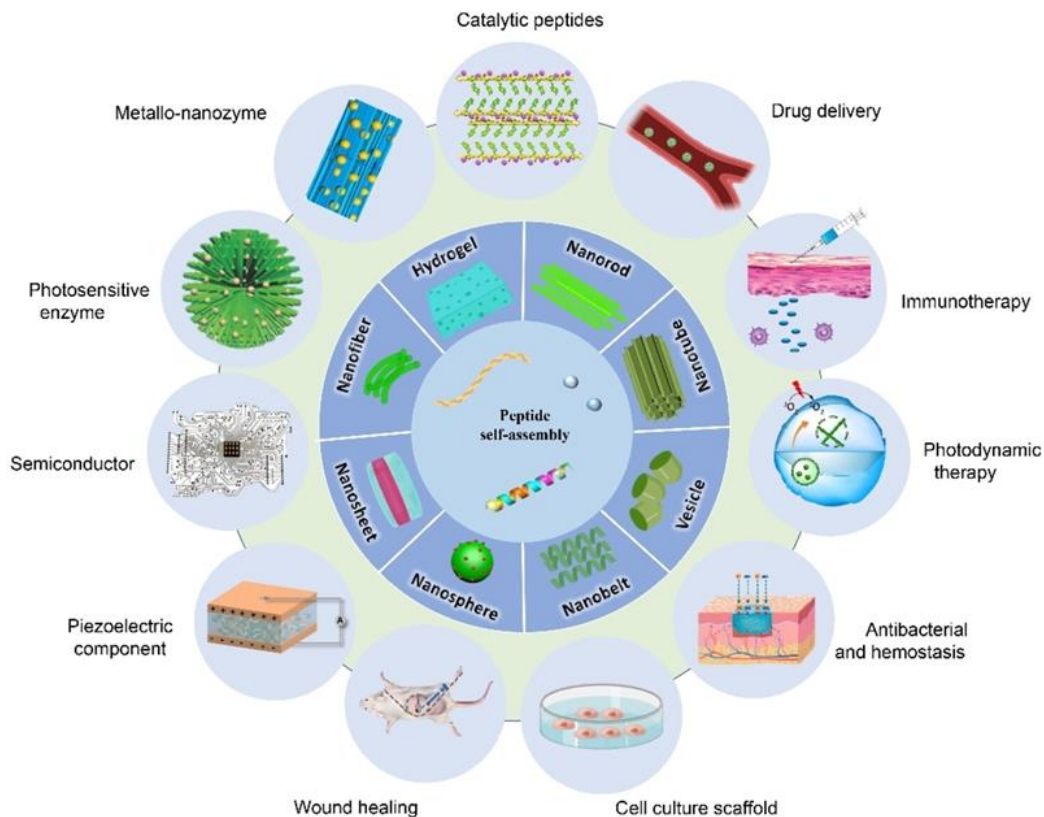 Catalytic peptides
Metallo-nanozyme
Drug delivery
Photosensitive
enzyme
Immunotherapy
Semiconductor
Photodynamic
therapy
Piezoelectric
component
Antibacterial
and hemostasis
Wound healing
Cell culture scaffold
Hydrogel
Nanorod
Nanofiber
Nanotube
Nanosheet
Vesicle
Nanosphere
Nanobelt
Peptide
self-assembly
A